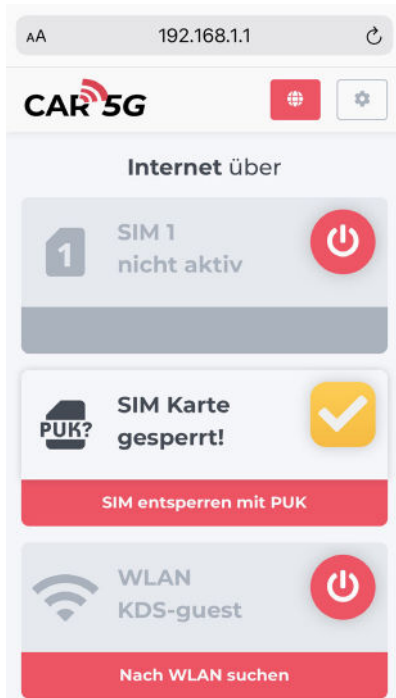 AA
192.168.1.1
CAR 5G
Internet über
1
SIM 1
nicht aktiv
PUK?
SIM Karte
gesperrt!
SIM entsperren mit PUK
WLAN
KDS-guest
Nach WLAN suchen